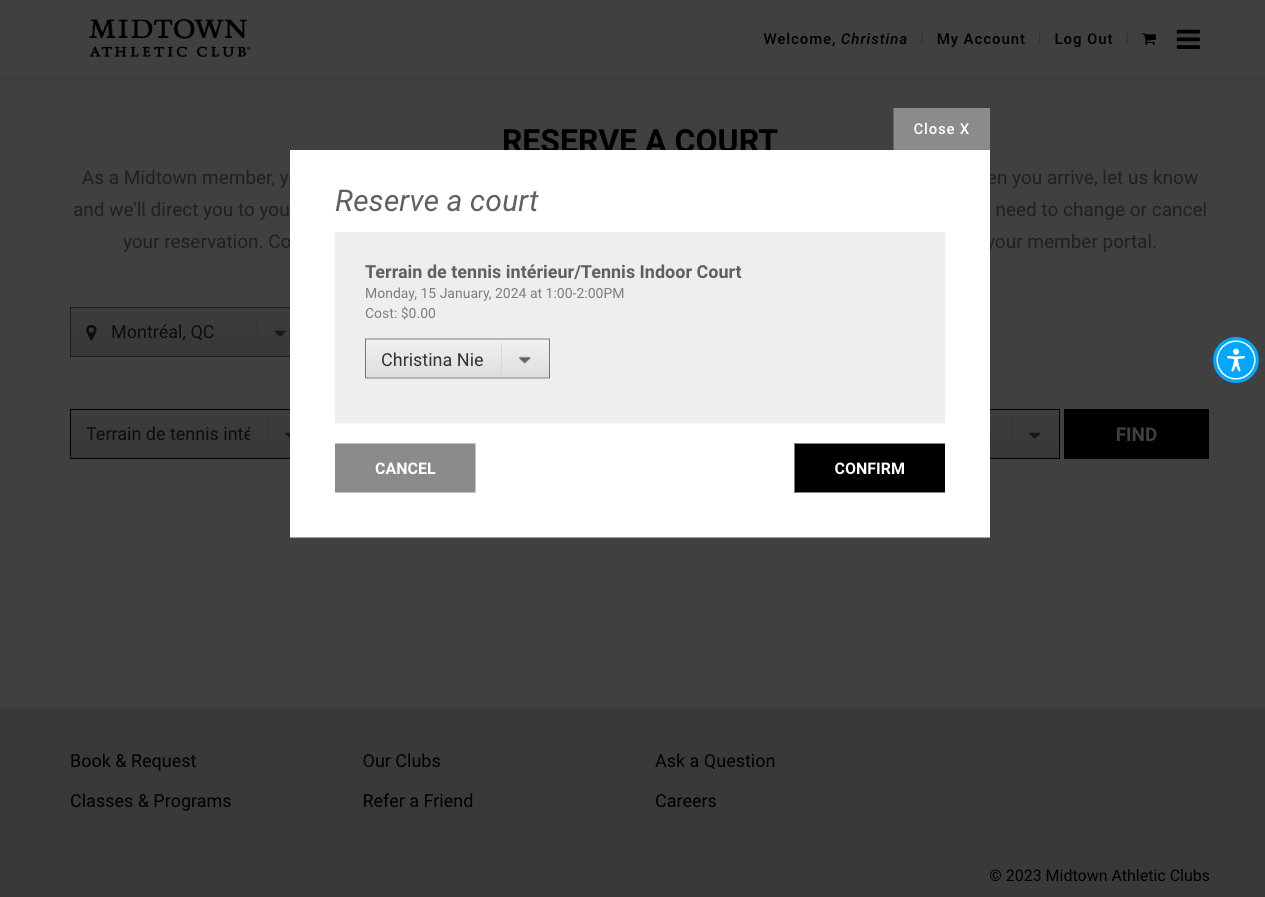 MIDTOWN
ATHLETIC CLUB®
Welcome, Christina
My Account
Log Out
Close X
RESERVE A COURT
As a Midtown member, y
en you arrive, let us know
and we'll direct you to you
need to change or cancel
your reservation. Co
your member portal.
Reserve a court
Terrain de tennis intérieur/Tennis Indoor Court
Monday, 15 January, 2024 at 1:00-2:00PM
Cost: $0.00
Christina Nie
CANCEL
CONFIRM
Montréal, QC
Terrain de tennis inté
FIND
Book & Request
Our Clubs
Ask a Question
Classes & Programs
Refer a Friend
Careers
© 2023 Midtown Athletic Clubs